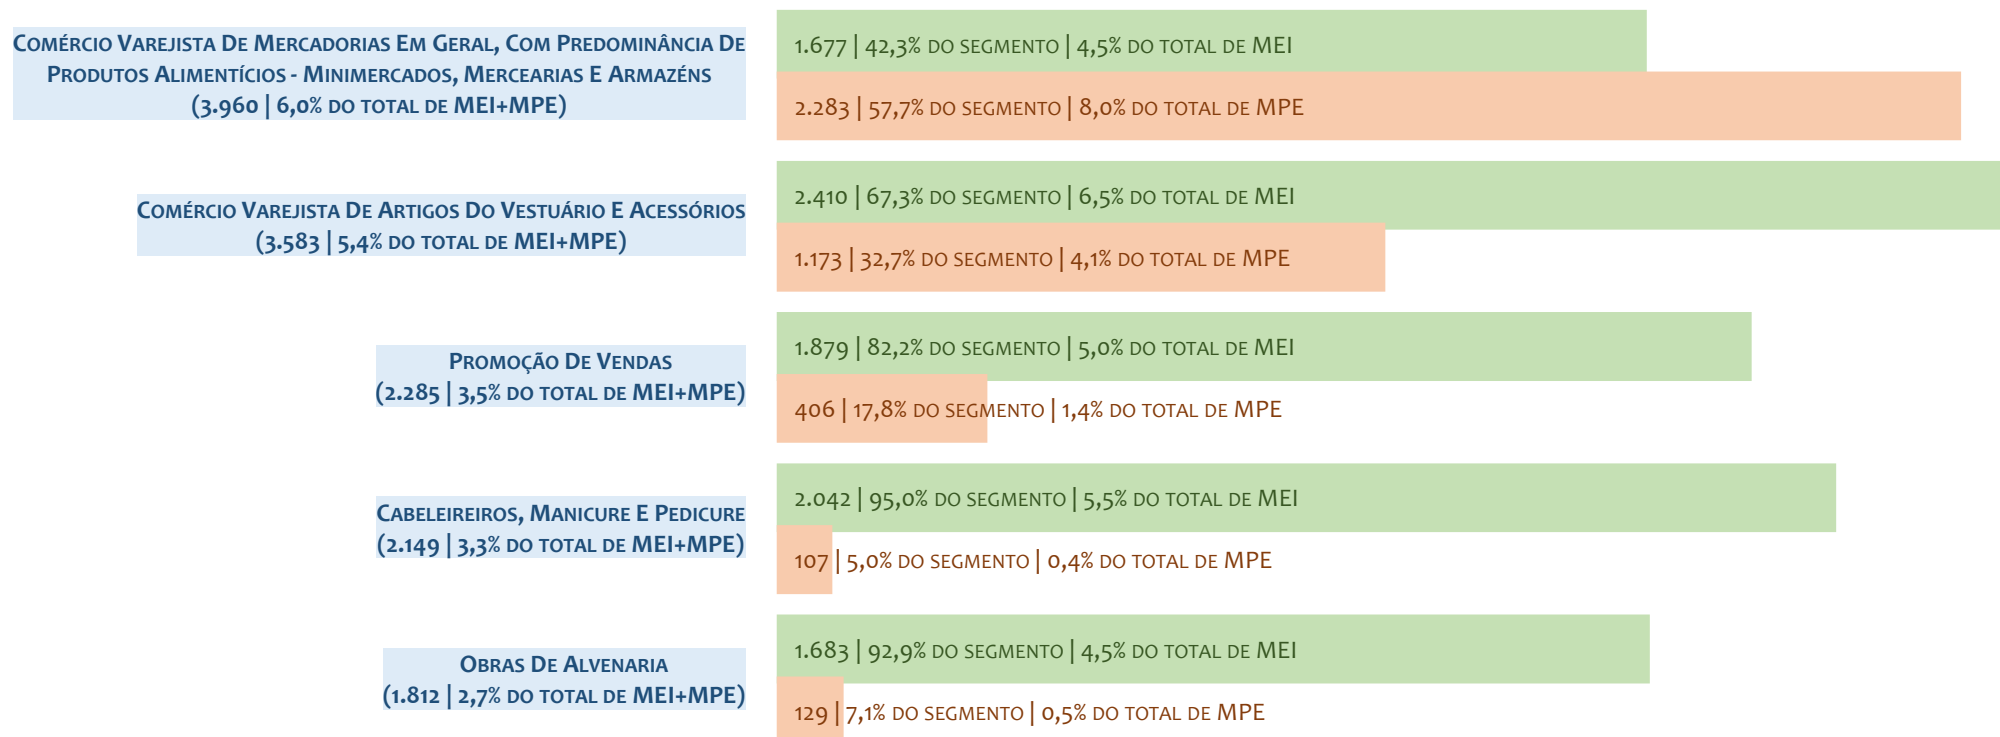 Comércio Varejista De Mercadorias Em Geral, Com Predominância De
Produtos Alimentícios - Minimercados, Mercearias E Armazéns
(3.960 | 6,0% do total de MEI+MPE)
1.677 | 42,3% do segmento | 4,5% do total de MEI
2.283 | 57,7% do segmento | 8,0% do total de MPE
Comércio Varejista De Artigos Do Vestuário E Acessórios
(3.583 | 5,4% do total de MEI+MPE)
2.410 | 67,3% do segmento | 6,5% do total de MEI
1.173 | 32,7% do segmento | 4,1% do total de MPE
Promoção De Vendas
(2.285 | 3,5% do total de MEI+MPE)
1.879 | 82,2% do segmento | 5,0% do total de MEI
406 | 17,8% do segmento | 1,4% do total de MPE
Cabeleireiros, Manicure E Pedicure
(2.149 | 3,3% do total de MEI+MPE)
2.042 | 95,0% do segmento | 5,5% do total de MEI
107 | 5,0% do segmento | 0,4% do total de MPE
Obras De Alvenaria
(1.812 | 2,7% do total de MEI+MPE)
1.683 | 92,9% do segmento | 4,5% do total de MEI
129 | 7,1% do segmento | 0,5% do total de MPE